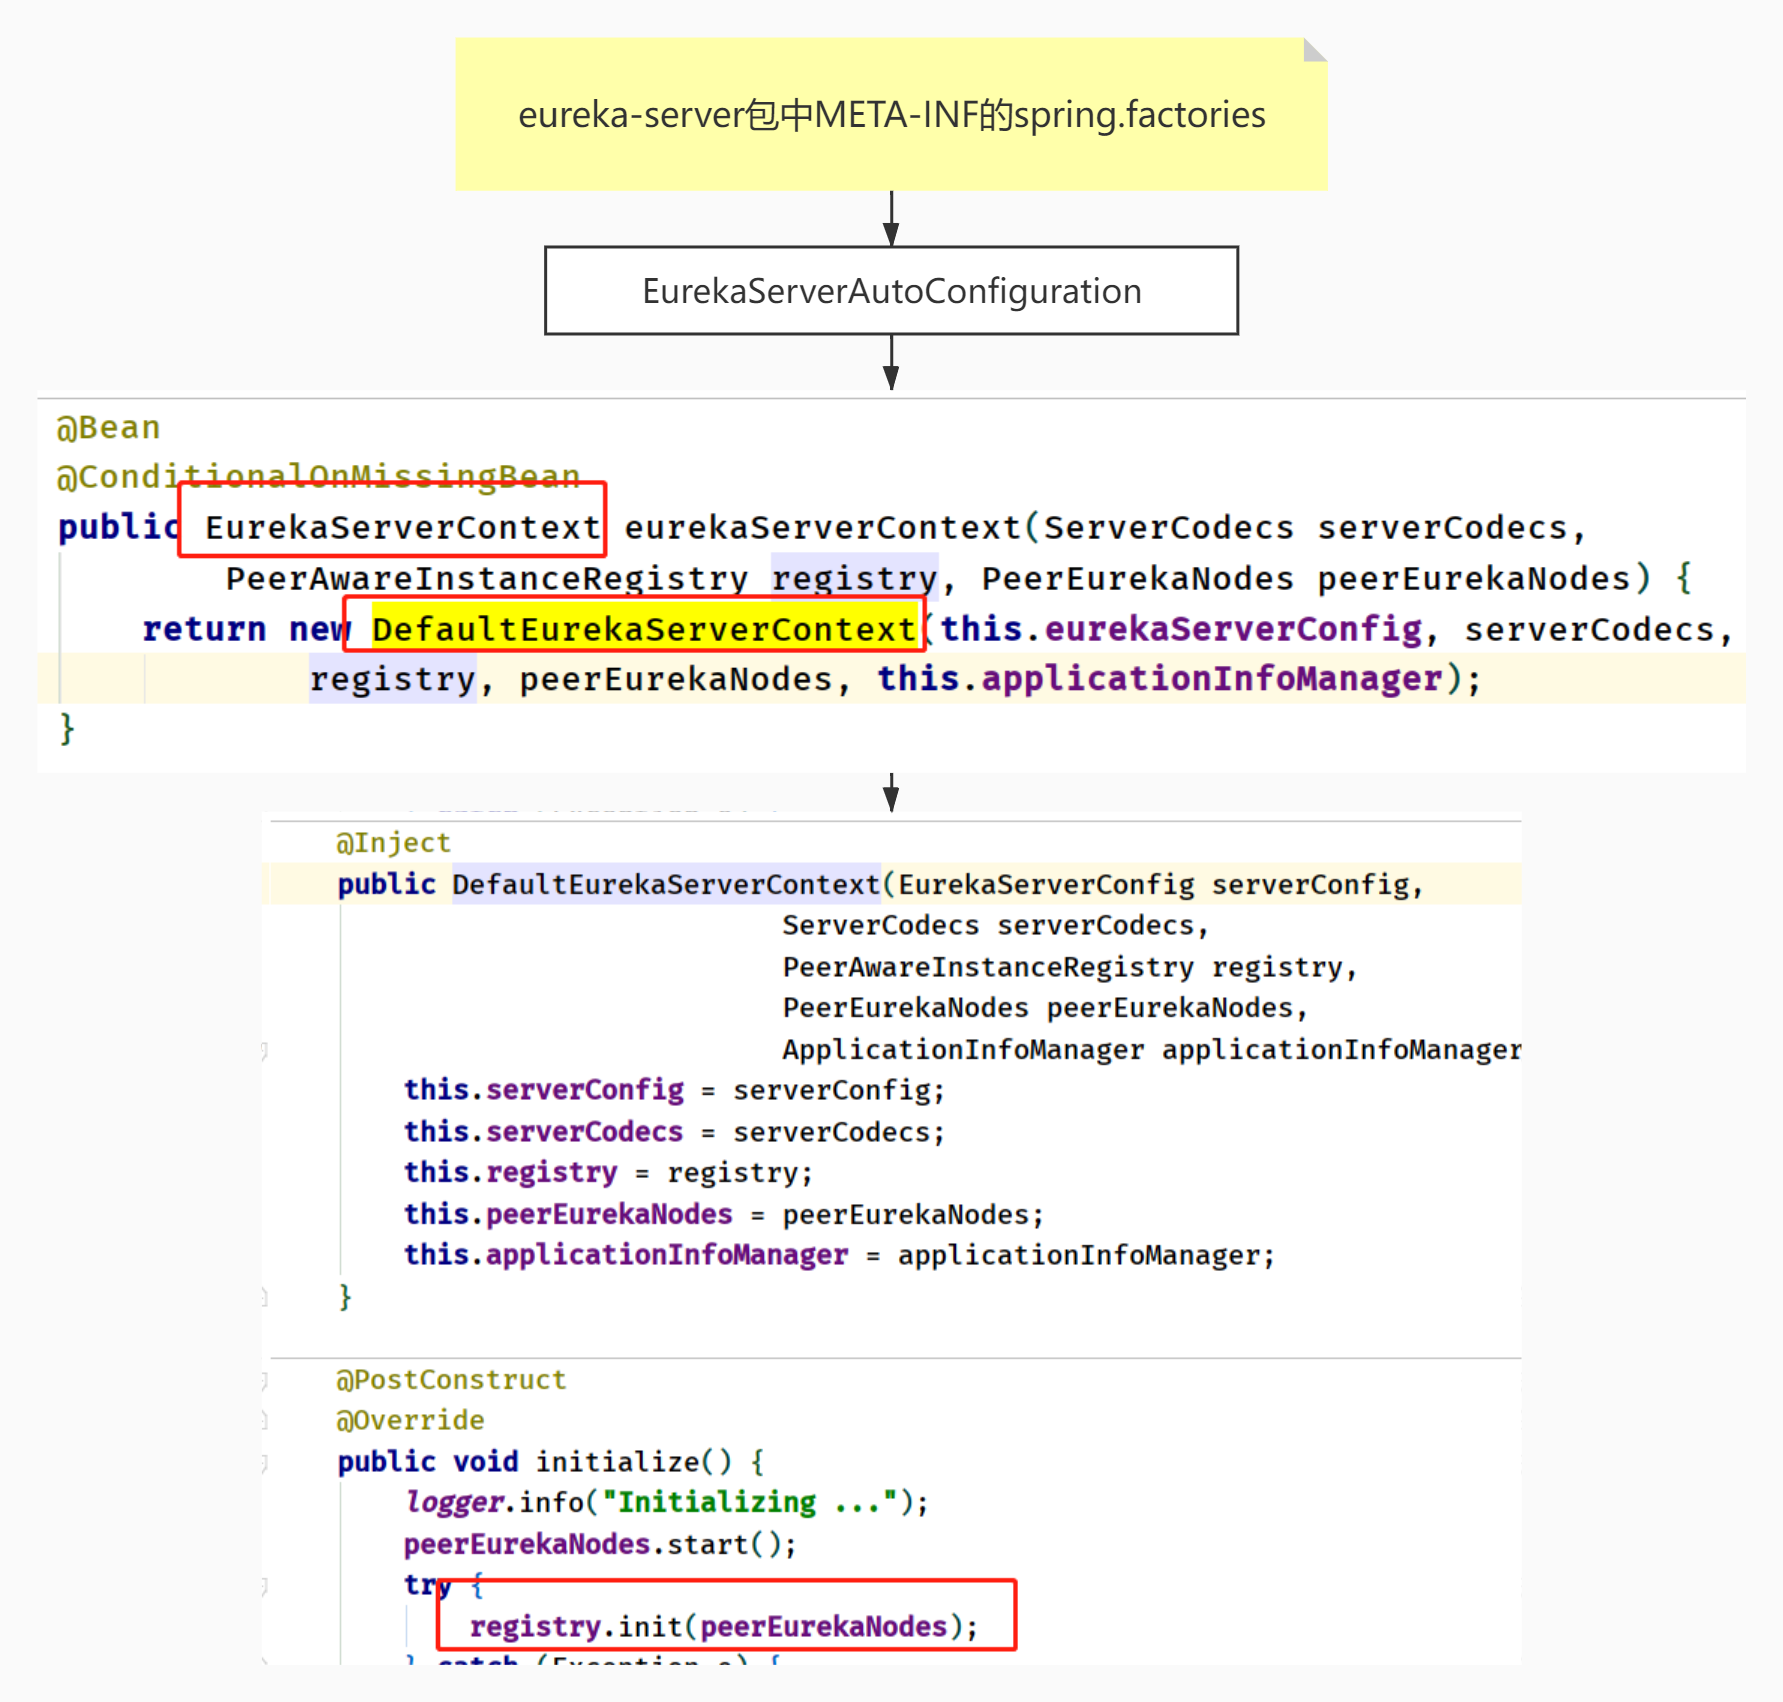 eureka-server包中META-INF的spring.factories
EurekaServerAutoConfiguration
@Bean
@ConditionalOnMissingBean
public EurekaServerContext eurekaServerContext(ServerCodecs serverCodecs,
PeerAwareInstanceRegistry registry, PeerEurekaNodes peerEurekaNodes) {
return new DefaultEurekaServerContext(this.eurekaServerConfig, serverCodecs,
registry, peerEurekaNodes, this.applicationInfoManager);
}
@Inject
public DefaultEurekaServerContext(EurekaServerConfig serverConfig,
ServerCodecs serverCodecs,
PeerAwareInstanceRegistry registry,
PeerEurekaNodes peerEurekaNodes,
ApplicationInfoManager applicationInfoManager
this.serverConfig = serverConfig;
this.serverCodecs = serverCodecs;
this.registry = registry;
this.peerEurekaNodes = peerEurekaNodes;
this.applicationInfoManager = applicationInfoManager;
}
@PostConstruct
@Override
public void initialize() {
logger.info("Initializing ...");
peerEurekaNodes.start();
try {
registry.init(peerEurekaNodes);
} catch (Exception e) {